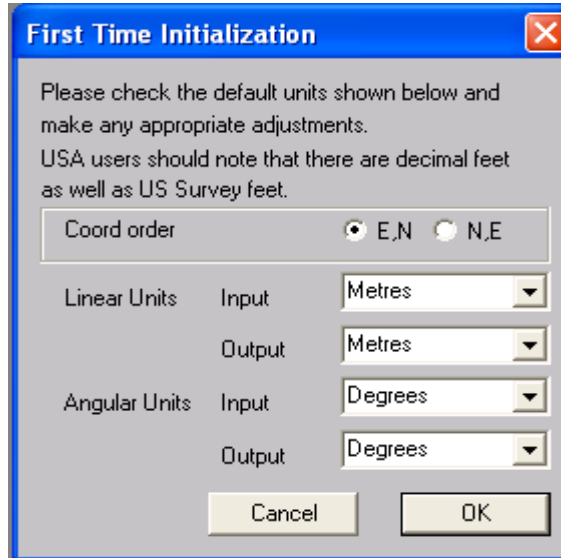 First Time Initialization
Please check the default units shown below and
make any appropriate adjustments.
USA users should note that there are decimal feet
as well as US Survey feet.
Coord order E,N N,E
Linear Units Input Metres
Output Metres
Angular Units Input Degrees
Output Degrees
Cancel OK